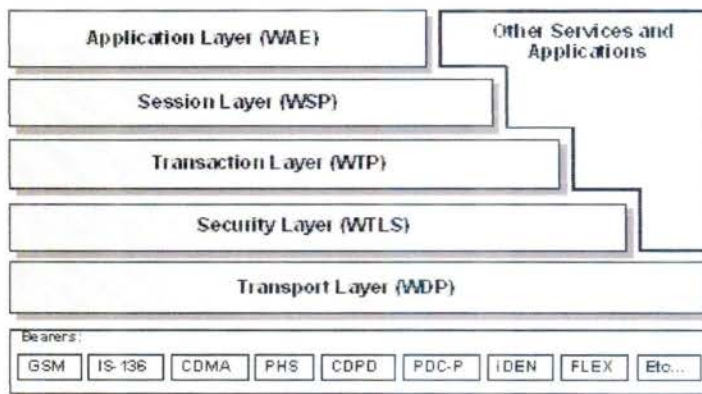 Application Layer (WAE)
Other Services and
Applications
Session Layer (WSP)
Transaction Layer (WTP)
Security Layer (WTLS)
Transport Layer (WDP)
Bearers:
GSM IS-136 CDMA PHS CDPD PDC-P iDEN FLEX Etc...